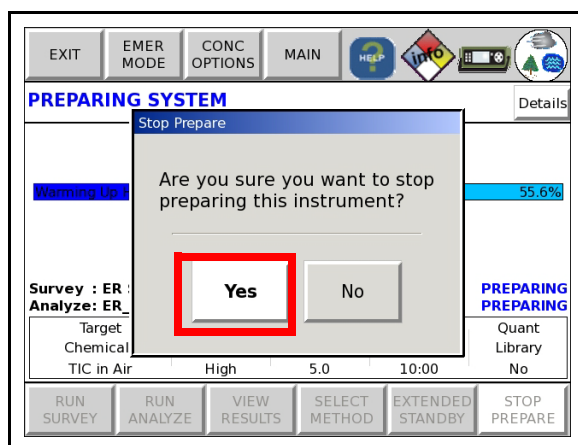 EXIT
EMER
MODE
CONC
OPTIONS
MAIN
HELP
info
PREPARING SYSTEM
Details
Stop Prepare
Are you sure you want to stop
preparing this instrument?
Warming Up
55.6%
Yes
No
Survey : ER
PREPARING
Analyze: ER_
PREPARING
Target
Quant
Chemical
Library
TIC in Air High 5.0 10:00 No
RUN
SURVEY
RUN
ANALYZE
VIEW
RESULTS
SELECT
METHOD
EXTENDED
STANDBY
STOP
PREPARE